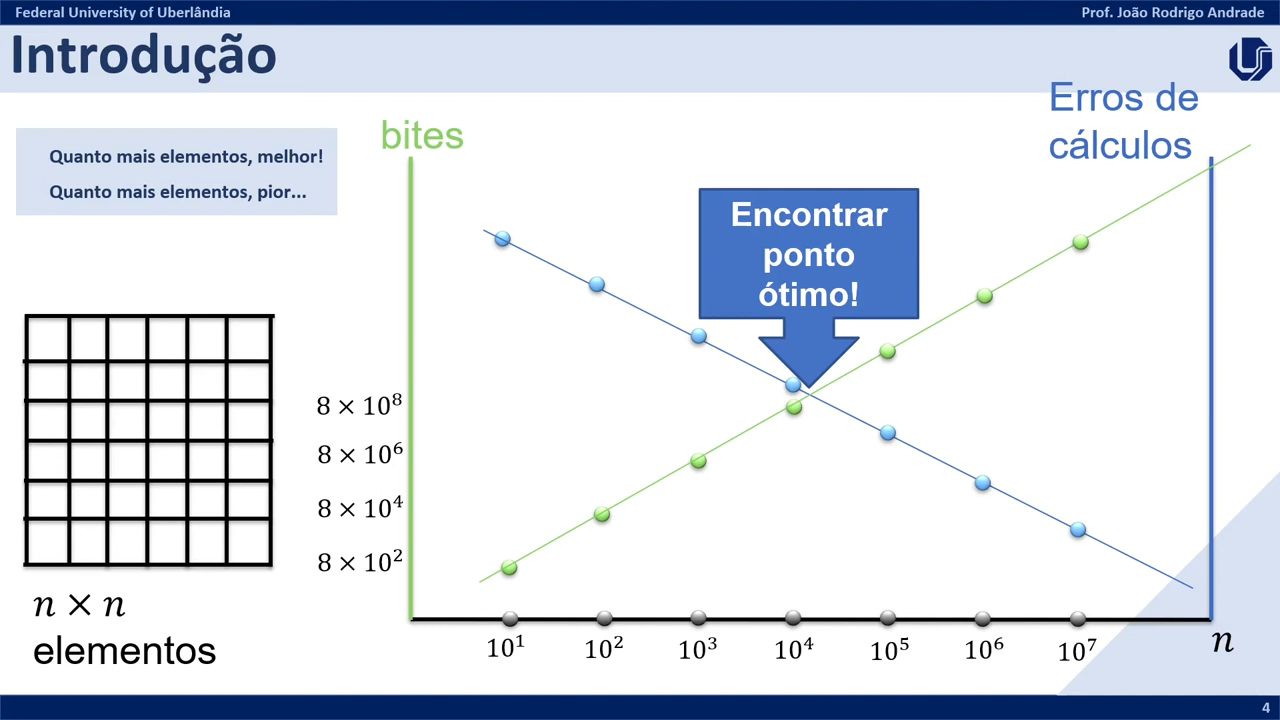 Federal University of Uberlândia
Prof. João Rodrigo Andrade
Introdução
Quanto mais elementos, melhor!
Quanto mais elementos, pior...
n × n
elementos
bites
Erros de
cálculos
Encontrar
ponto
ótimo!
8 × 10⁸
8 × 10⁶
8 × 10⁴
8 × 10²
10¹ 10² 10³ 10⁴ 10⁵ 10⁶ 10⁷ n
4